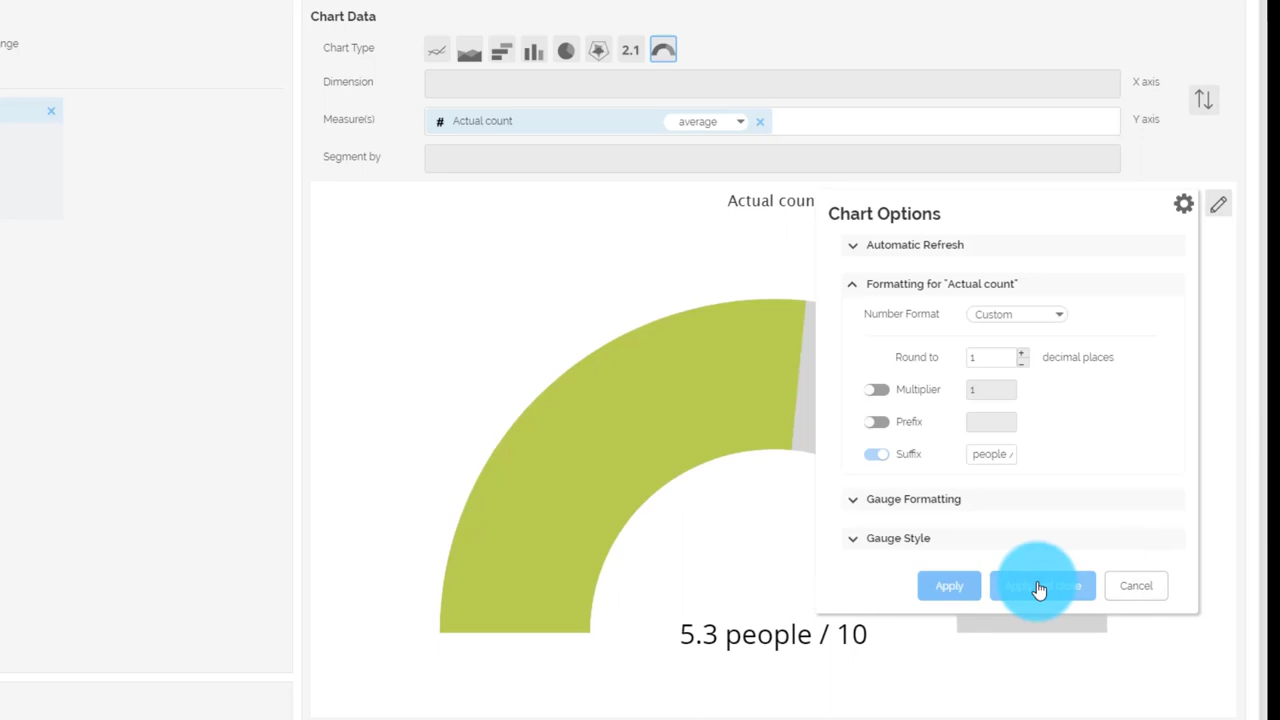 Chart Data
nge
Chart Type 2.1
Dimension X axis
Measure(s) # Actual count average Y axis
Segment by
Actual coun
Chart Options
Automatic Refresh
Formatting for "Actual count"
Number Format Custom
Round to 1 decimal places
Multiplier 1
Prefix
Suffix people /
Gauge Formatting
Gauge Style
Apply Cancel
5.3 people / 10